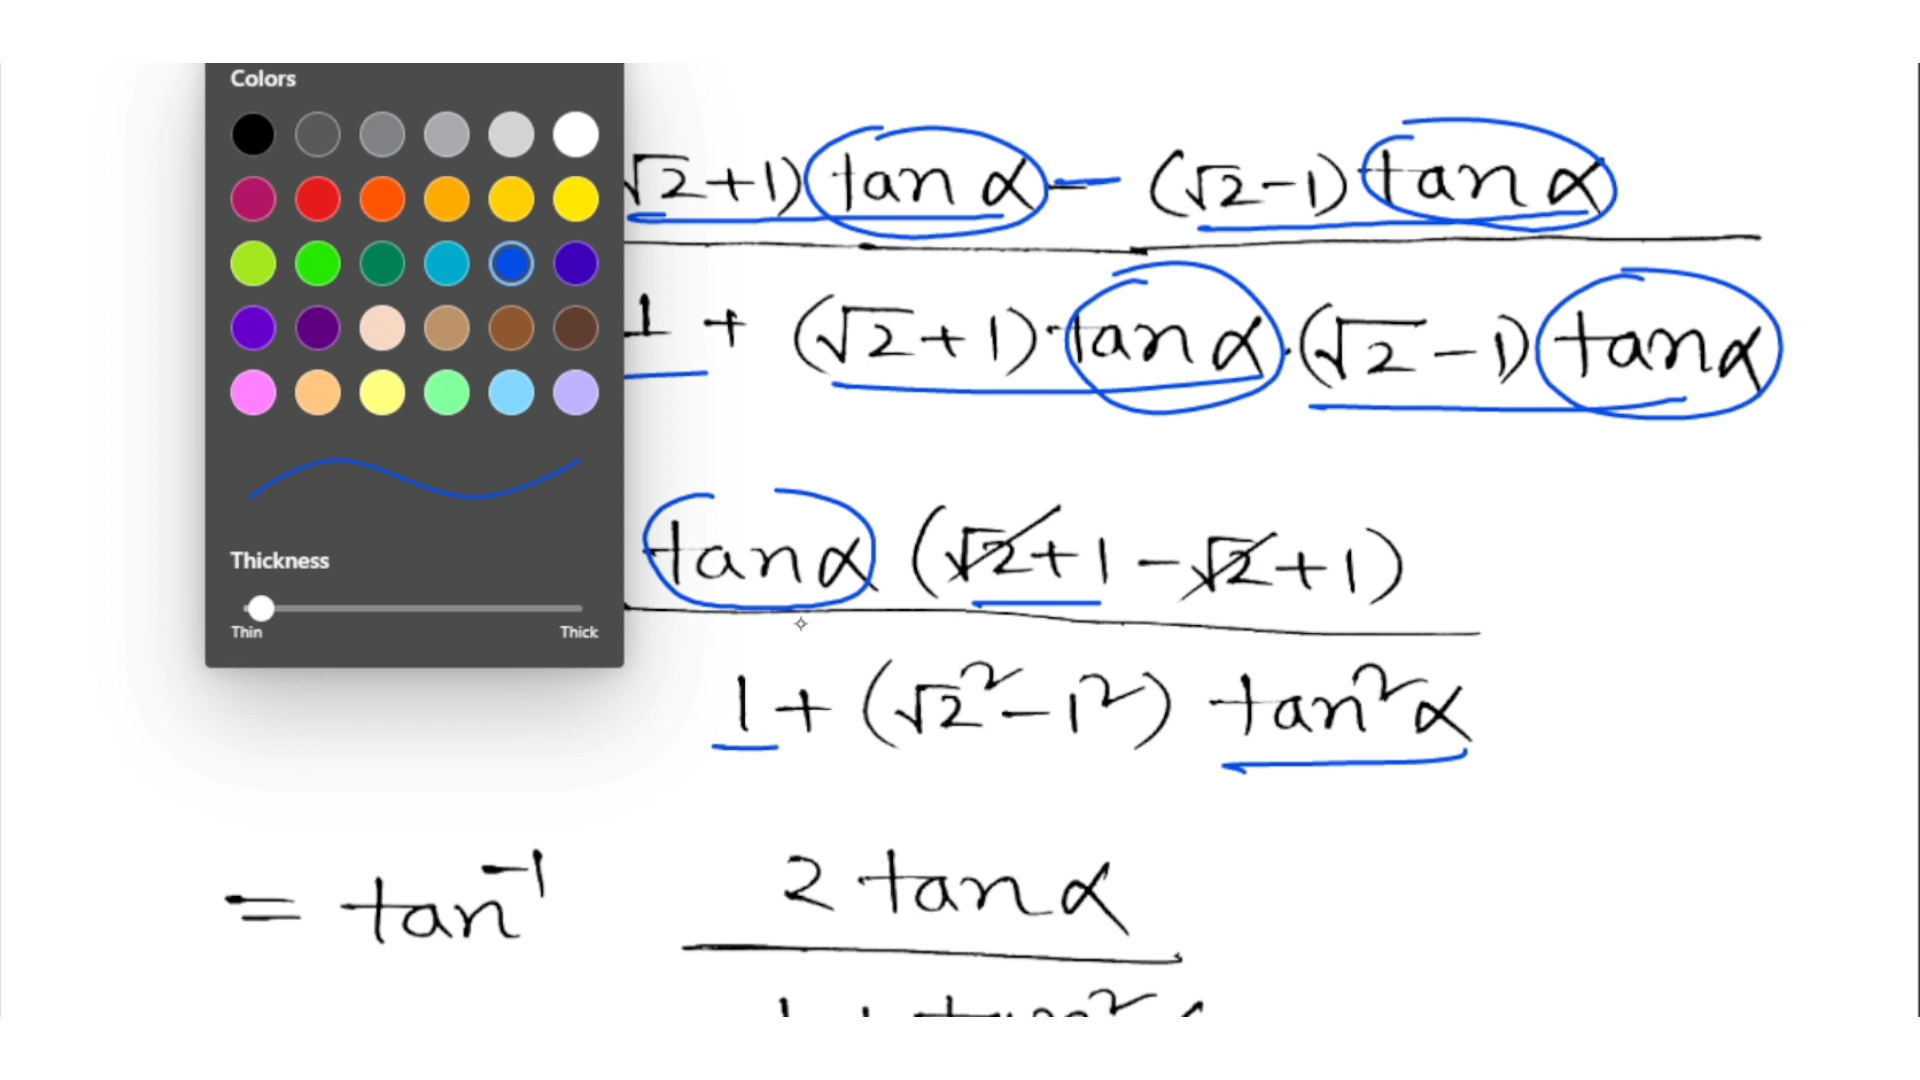 Colors
√2+1) tan α - (√2-1) tan α
1 + (√2+1)·tan α·(√2-1) tan α
Thickness
tan α (√2+1-√2+1)
Thin Thick
1+(√2²-1²) tan²α
= tan⁻¹ 2 tan α